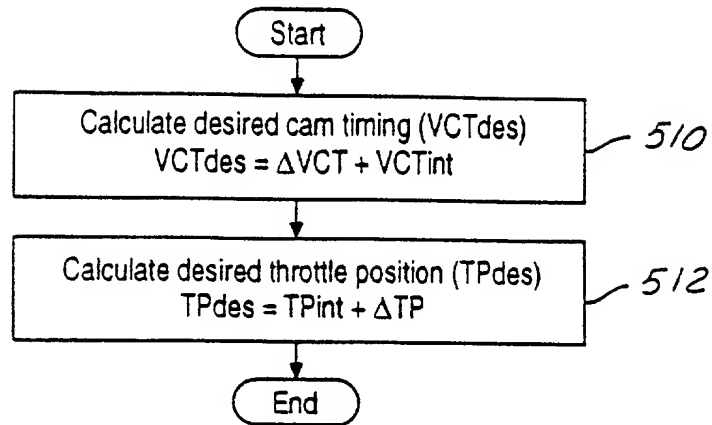 Start
Calculate desired cam timing (VCTdes)
VCTdes = ΔVCT + VCTint
510
Calculate desired throttle position (TPdes)
TPdes = TPint + ΔTP
512
End